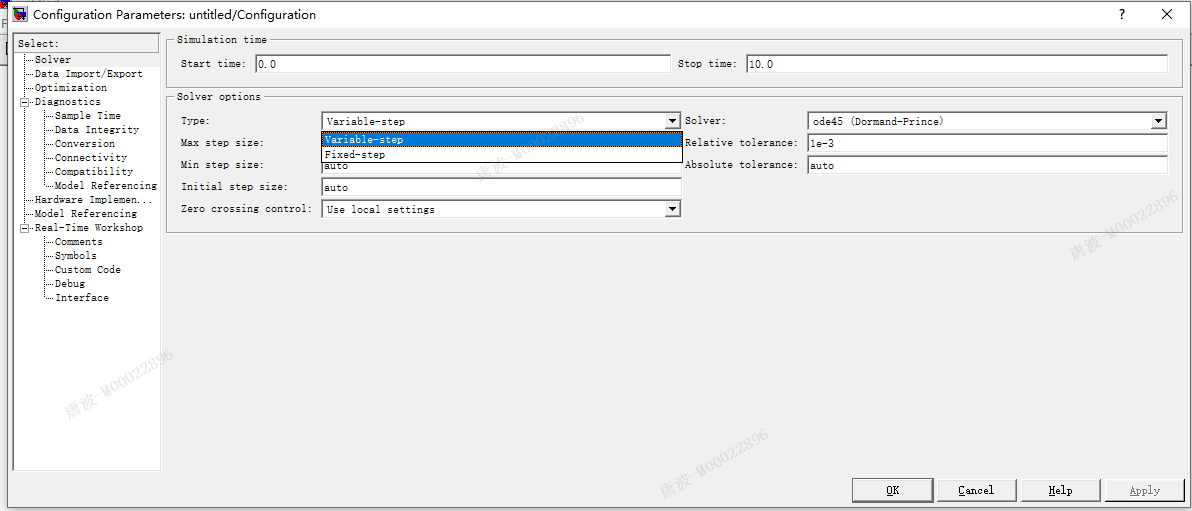 Configuration Parameters: untitled/Configuration
?
Select:
Solver
Data Import/Export
Optimization
Diagnostics
Sample Time
Data Integrity
Conversion
Connectivity
Compatibility
Model Referencing
Hardware Implemen...
Model Referencing
Real-Time Workshop
Comments
Symbols
Custom Code
Debug
Interface
Simulation time
Start time: 0.0 Stop time: 10.0
Solver options
Type: Variable-step Solver: ode45 (Dormand-Prince)
Variable-step
Fixed-step
Max step size: Relative tolerance: 1e-3
Min step size: auto Absolute tolerance: auto
Initial step size: auto
Zero crossing control: Use local settings
OK Cancel Help Apply
唐波-M00022896
唐波-M00022896
唐波-M00022896
唐波-M00022896